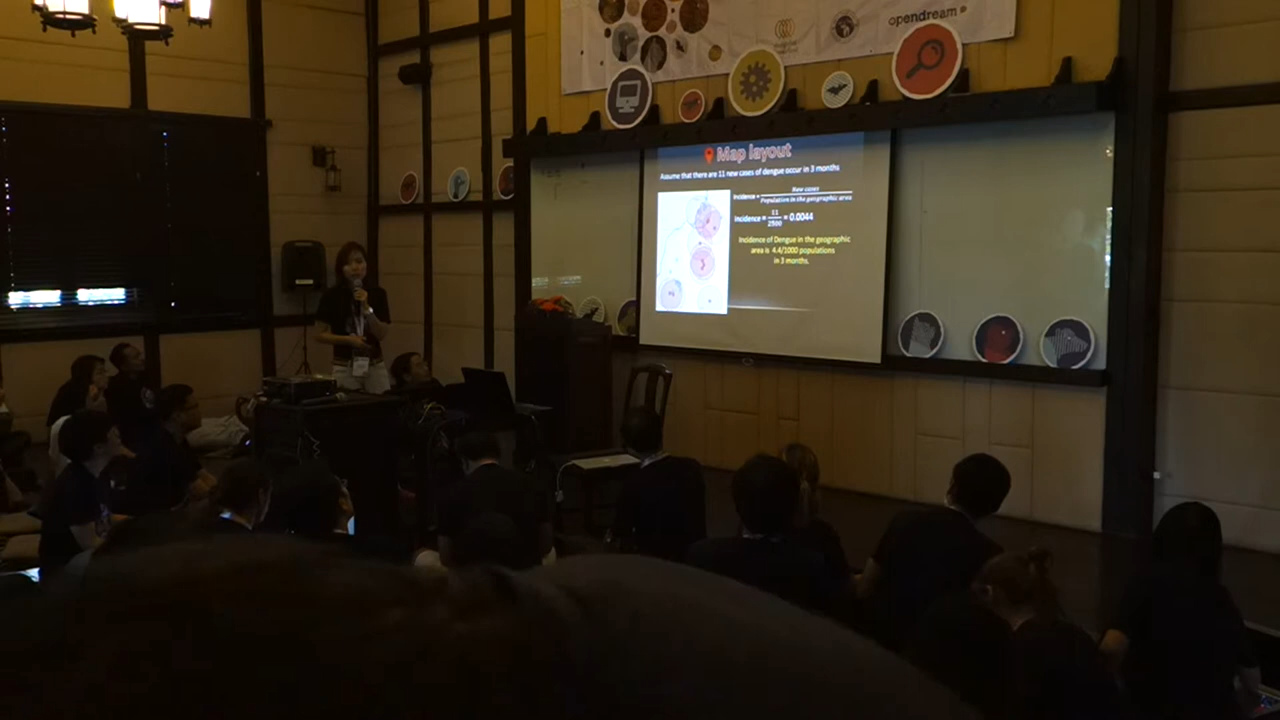 opendream
Map layout
Assume that there are 11 new cases of dengue occur in 3 months
Incidence = New cases
Population in the geographic area
Incidence = 11
2500
= 0.0044
Incidence of Dengue in the geographic
area is 4.4/1000 populations
in 3 months.